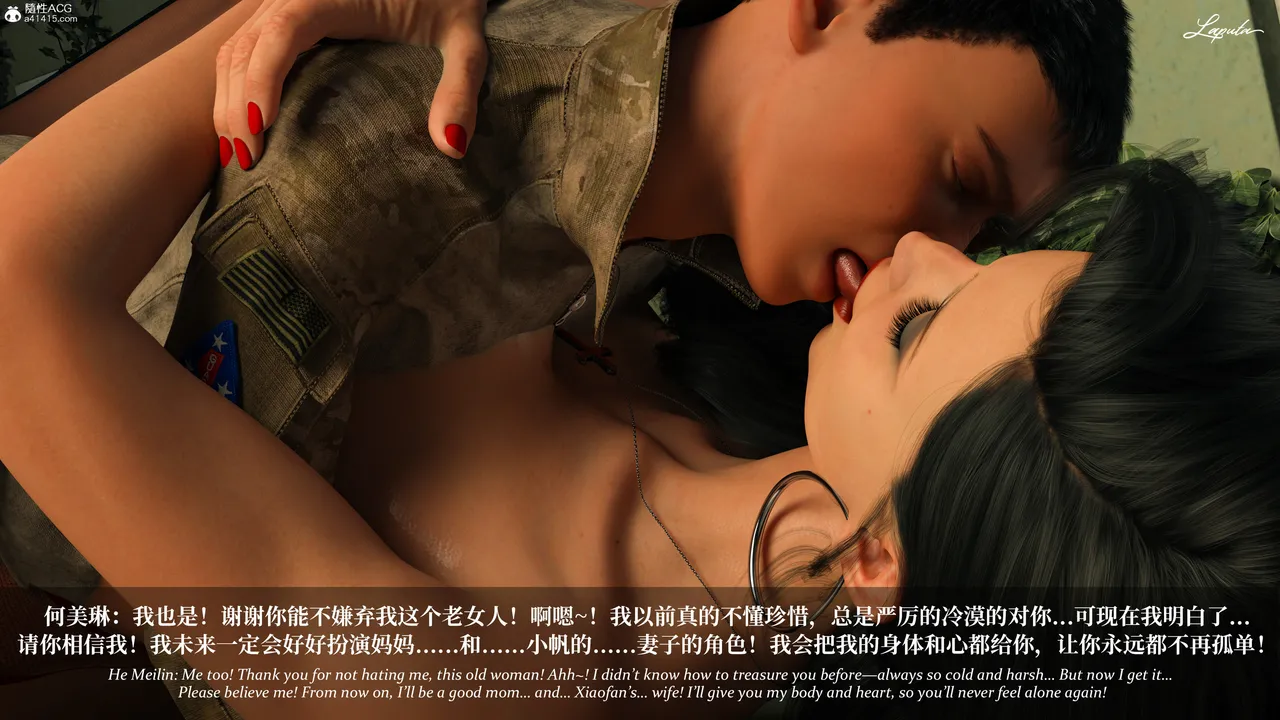 隨性ACG
a41415.com
Laputa
何美琳：我也是！谢谢你能不嫌弃我这个老女人！啊嗯~！我以前真的不懂珍惜，总是严厉的冷漠的对你…可现在我明白了…
请你相信我！我未来一定会好好扮演妈妈……和……小帆的……妻子的角色！我会把我的身体和心都给你，让你永远都不再孤单！
He Meilin: Me too! Thank you for not hating me, this old woman! Ahh~! I didn't know how to treasure you before—always so cold and harsh... But now I get it...
Please believe me! From now on, I'll be a good mom... and... Xiaofan's... wife! I'll give you my body and heart, so you'll never feel alone again!